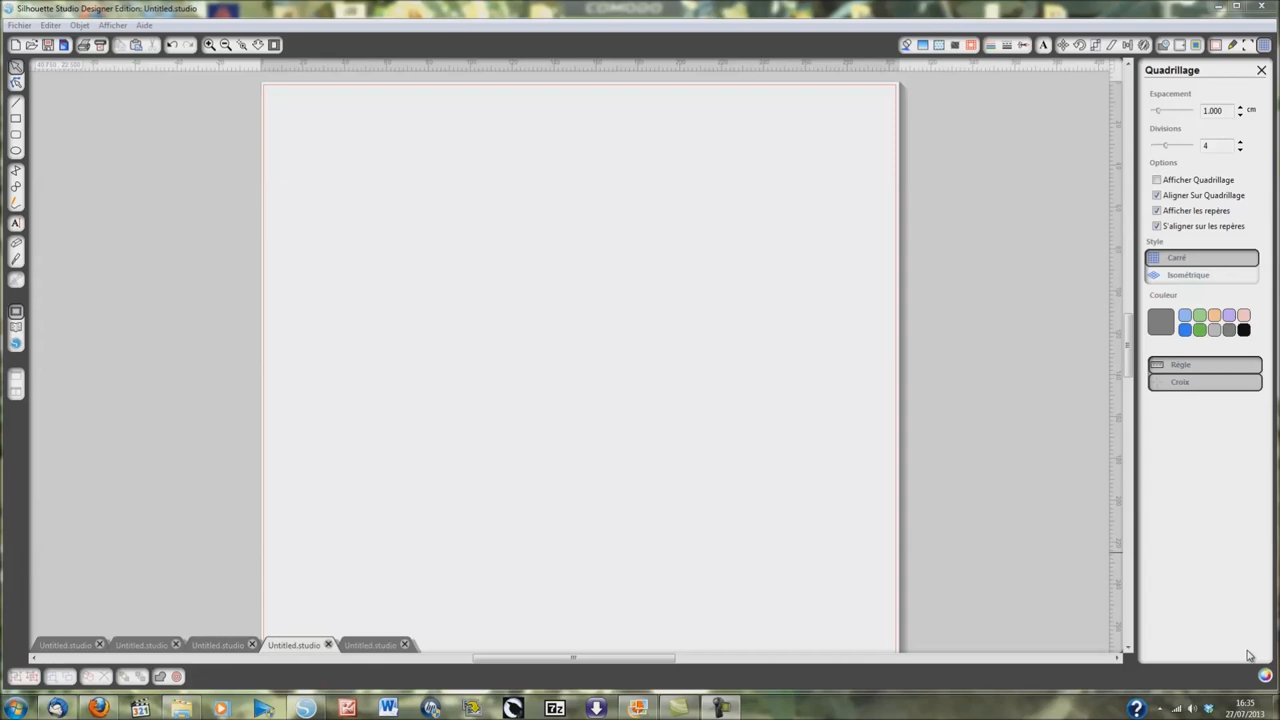 Silhouette Studio Designer Edition: Untitled.studio
Fichier Editer Objet Afficher Aide
Quadrillage
Espacement
1.000 cm
Divisions
4
Options
Afficher Quadrillage
Aligner Sur Quadrillage
Afficher les repères
S'aligner sur les repères
Style
Carré
Isométrique
Couleur
Règle
Croix
Untitled.studio Untitled.studio Untitled.studio Untitled.studio Untitled.studio
16:35
27/07/2013